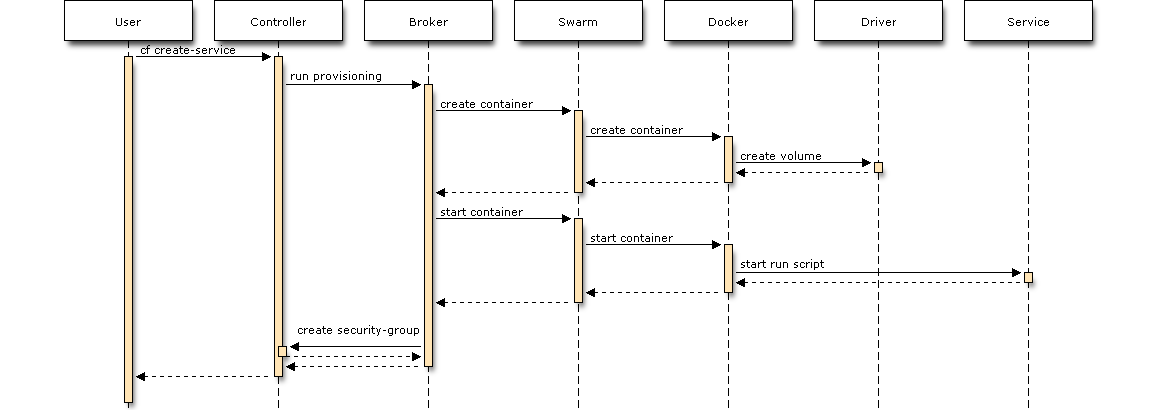 User
Controller
Broker
Swarm
Docker
Driver
Service
cf create-service
run provisioning
create container
create container
create volume
start container
start container
start run script
create security-group